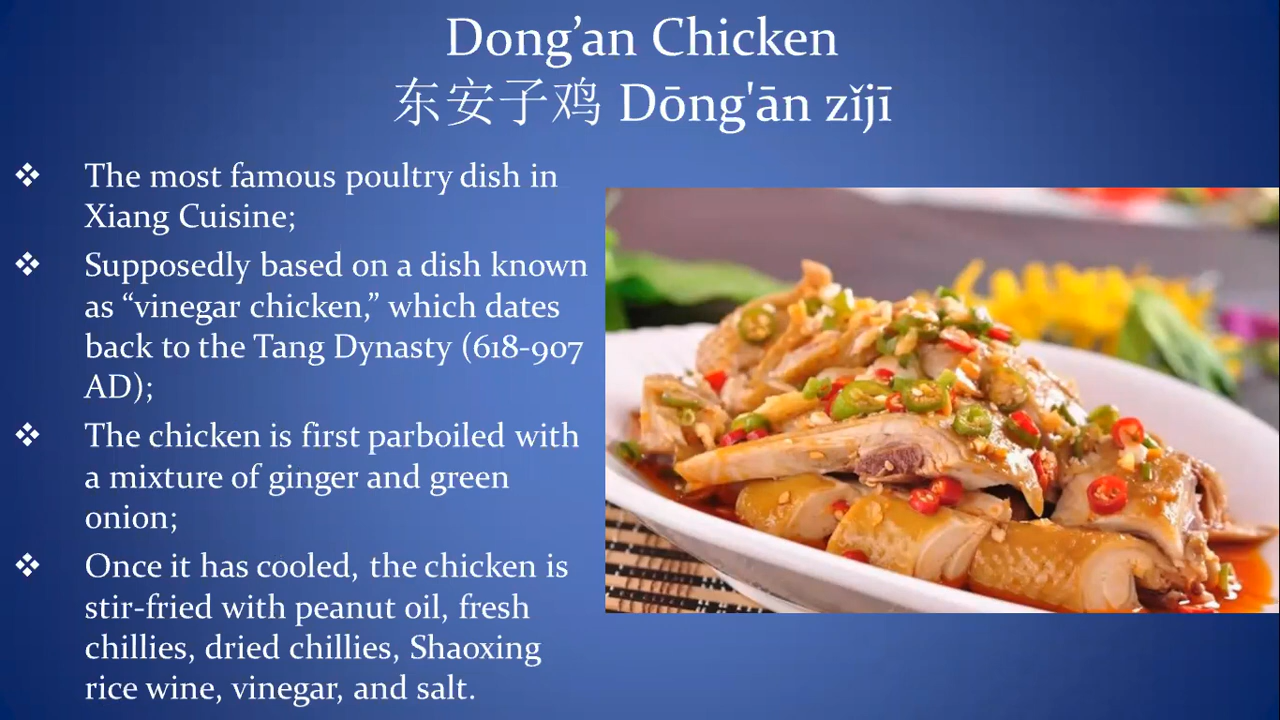 Dong’an Chicken
东安子鸡 Dōng'ān zǐjī
❖ The most famous poultry dish in
Xiang Cuisine;
❖ Supposedly based on a dish known
as “vinegar chicken,” which dates
back to the Tang Dynasty (618-907
AD);
❖ The chicken is first parboiled with
a mixture of ginger and green
onion;
❖ Once it has cooled, the chicken is
stir-fried with peanut oil, fresh
chillies, dried chillies, Shaoxing
rice wine, vinegar, and salt.